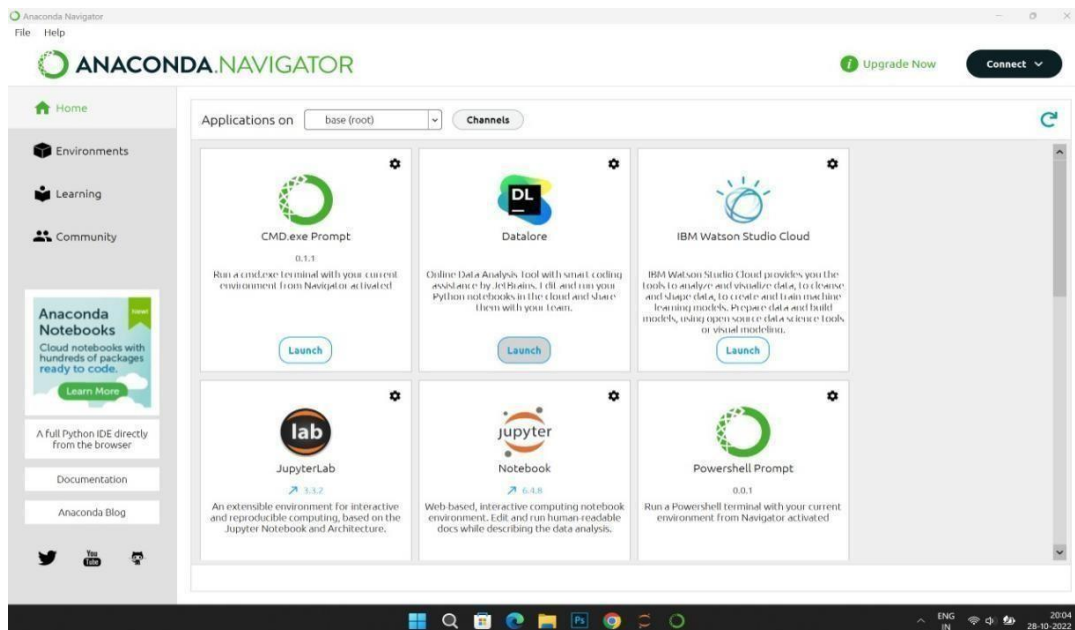 Anaconda Navigator
File Help
ANACONDA.NAVIGATOR
Upgrade Now
Connect
Home
Environments
Learning
Community
Anaconda
Notebooks
New!
Cloud notebooks with
hundreds of packages
ready to code.
Learn More
A full Python IDE directly
from the browser
Documentation
Anaconda Blog
You
Tube
Applications on
base (root)
Channels
CMD.exe Prompt
0.1.1
Run a cmd.exe terminal with your current
environment from Navigator activated
Launch
DL
Datalore
Online Data Analysis Tool with smart coding
assistance by JetBrains. Edit and run your
Python notebooks in the cloud and share
them with your team.
Launch
IBM Watson Studio Cloud
IBM Watson Studio Cloud provides you the
tools to analyze and visualize data, to cleanse
and shape data, to create and train machine
learning models. Prepare data and build
models, using open source data science tools
or visual modeling.
Launch
lab
JupyterLab
3.3.2
An extensible environment for interactive
and reproducible computing, based on the
Jupyter Notebook and Architecture.
jupyter
Notebook
6.4.8
Web-based, interactive computing notebook
environment. Edit and run human-readable
docs while describing the data analysis.
Powershell Prompt
0.0.1
Run a Powershell terminal with your current
environment from Navigator activated
Ps
ENG
IN
20:04
28-10-2022